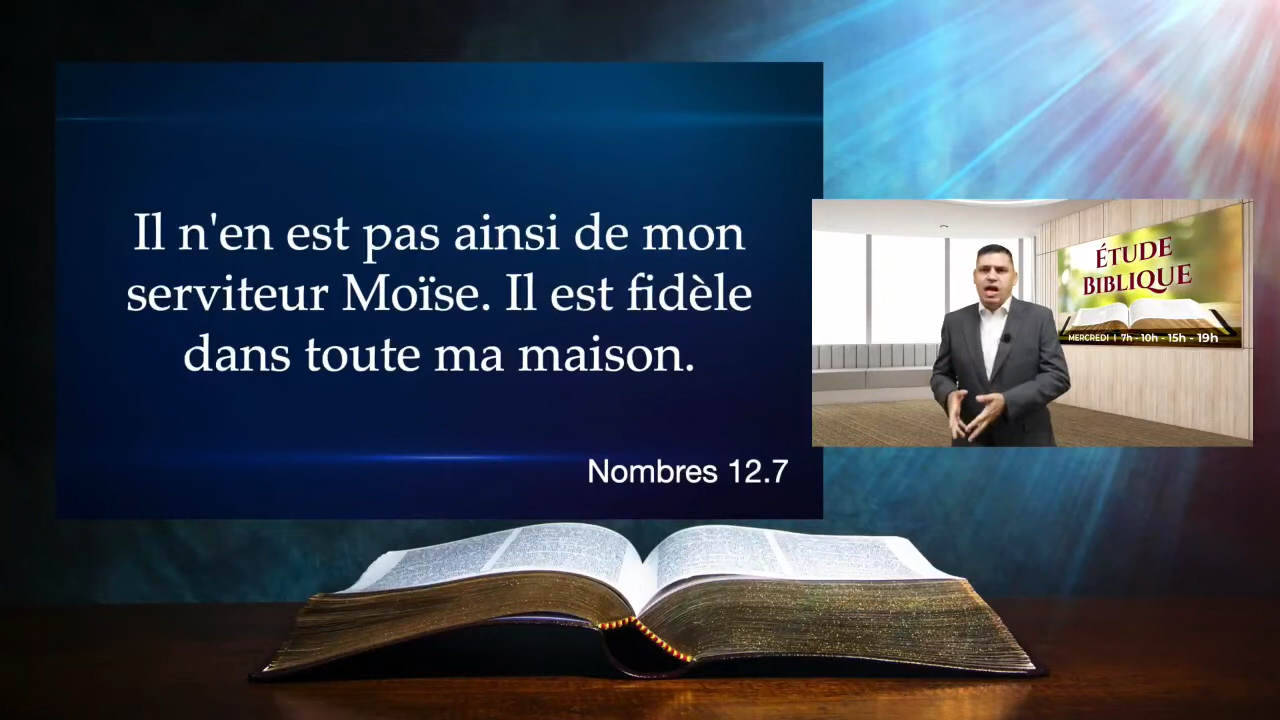 Il n'en est pas ainsi de mon
serviteur Moïse. Il est fidèle
dans toute ma maison.
Nombres 12.7
ÉTUDE
BIBLIQUE
MERCREDI I 7h - 10h - 15h - 19h